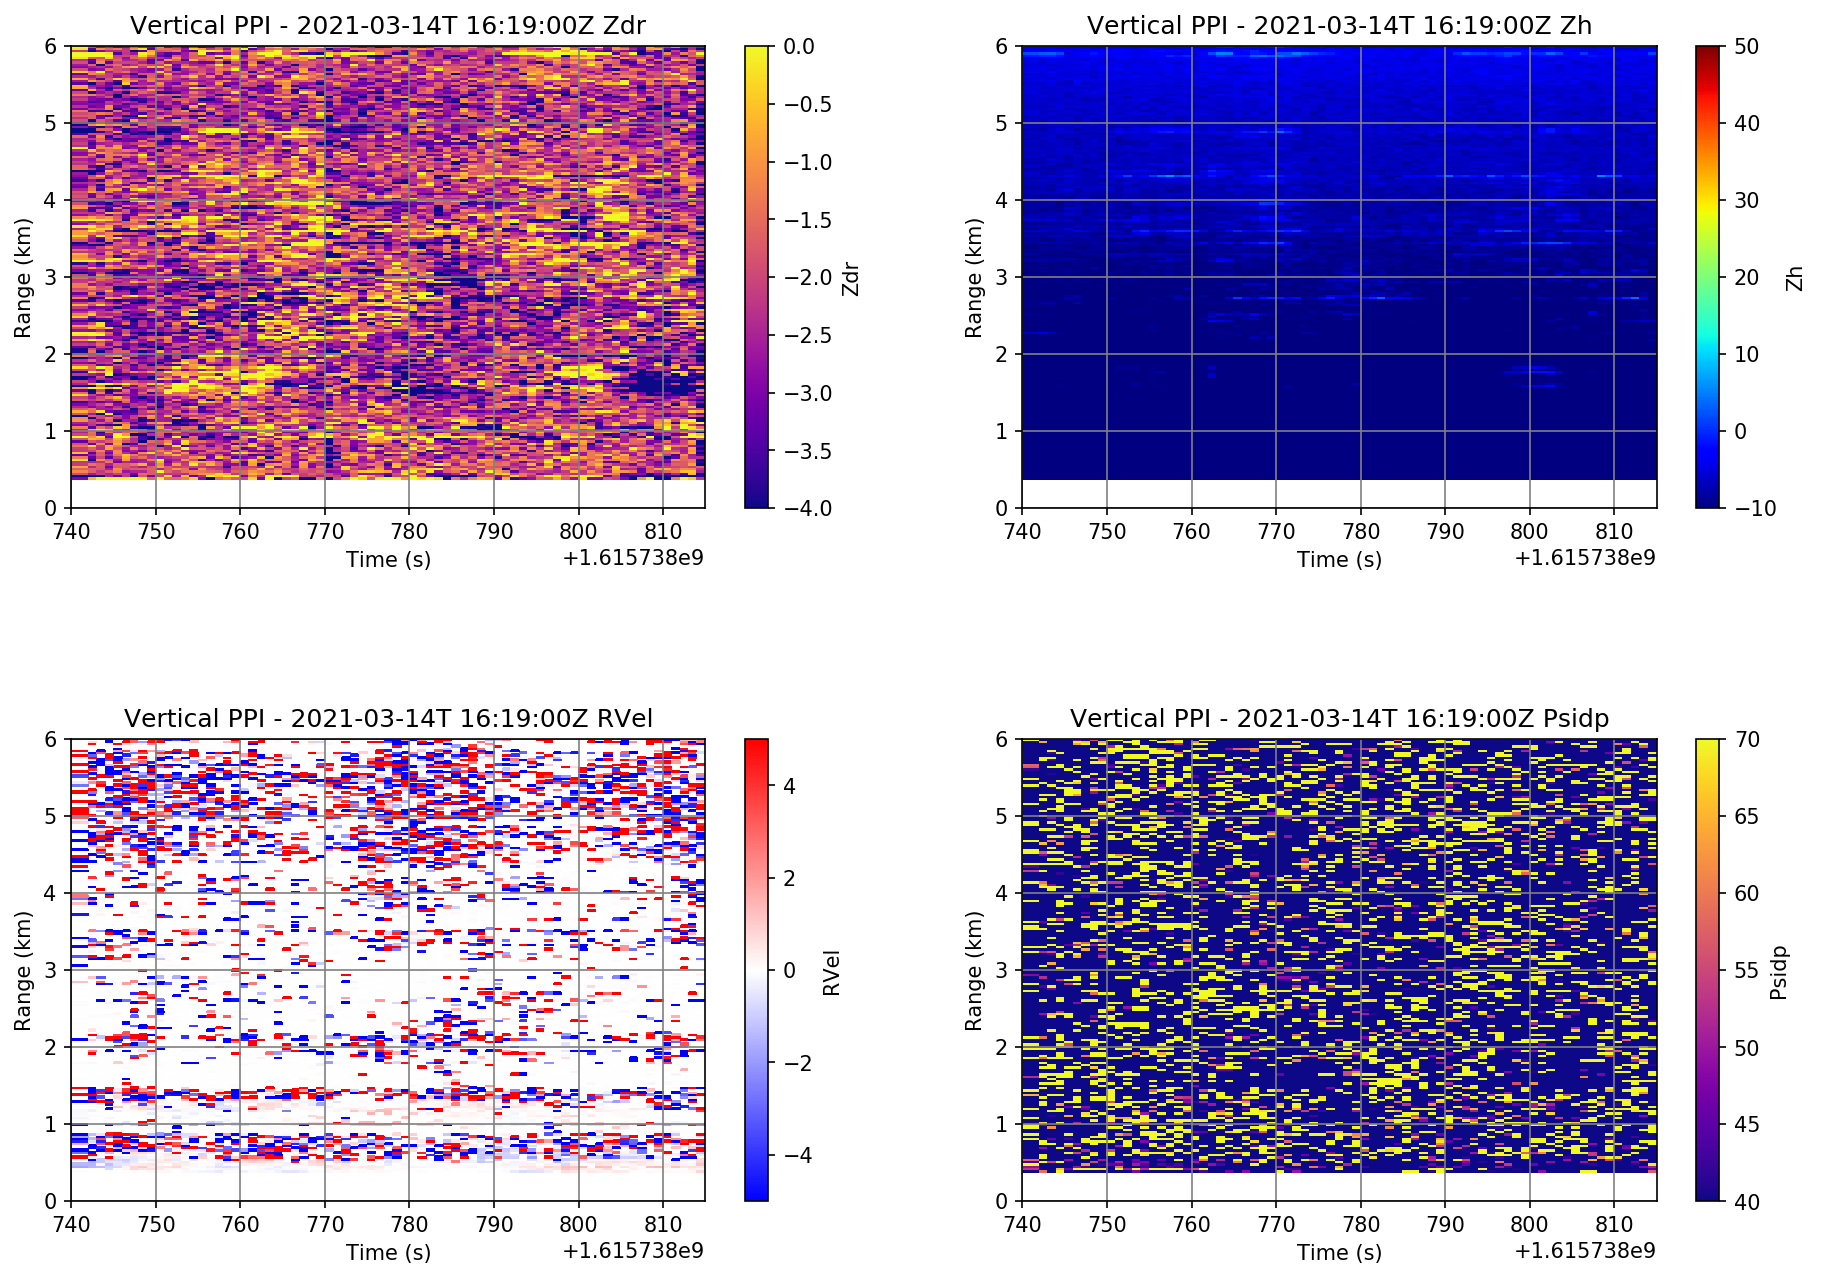 Vertical PPI - 2021-03-14T 16:19:00Z Zdr
6
5
4
3
2
1
0
Range (km)
740 750 760 770 780 790 800 810
Time (s)
+1.615738e9
0.0
−0.5
−1.0
−1.5
−2.0
−2.5
−3.0
−3.5
−4.0
Zdr
Vertical PPI - 2021-03-14T 16:19:00Z Zh
6
5
4
3
2
1
0
Range (km)
740 750 760 770 780 790 800 810
Time (s)
+1.615738e9
50
40
30
20
10
0
−10
Zh
Vertical PPI - 2021-03-14T 16:19:00Z RVel
6
5
4
3
2
1
0
Range (km)
740 750 760 770 780 790 800 810
Time (s)
+1.615738e9
4
2
0
−2
−4
RVel
Vertical PPI - 2021-03-14T 16:19:00Z Psidp
6
5
4
3
2
1
0
Range (km)
740 750 760 770 780 790 800 810
Time (s)
+1.615738e9
70
65
60
55
50
45
40
Psidp